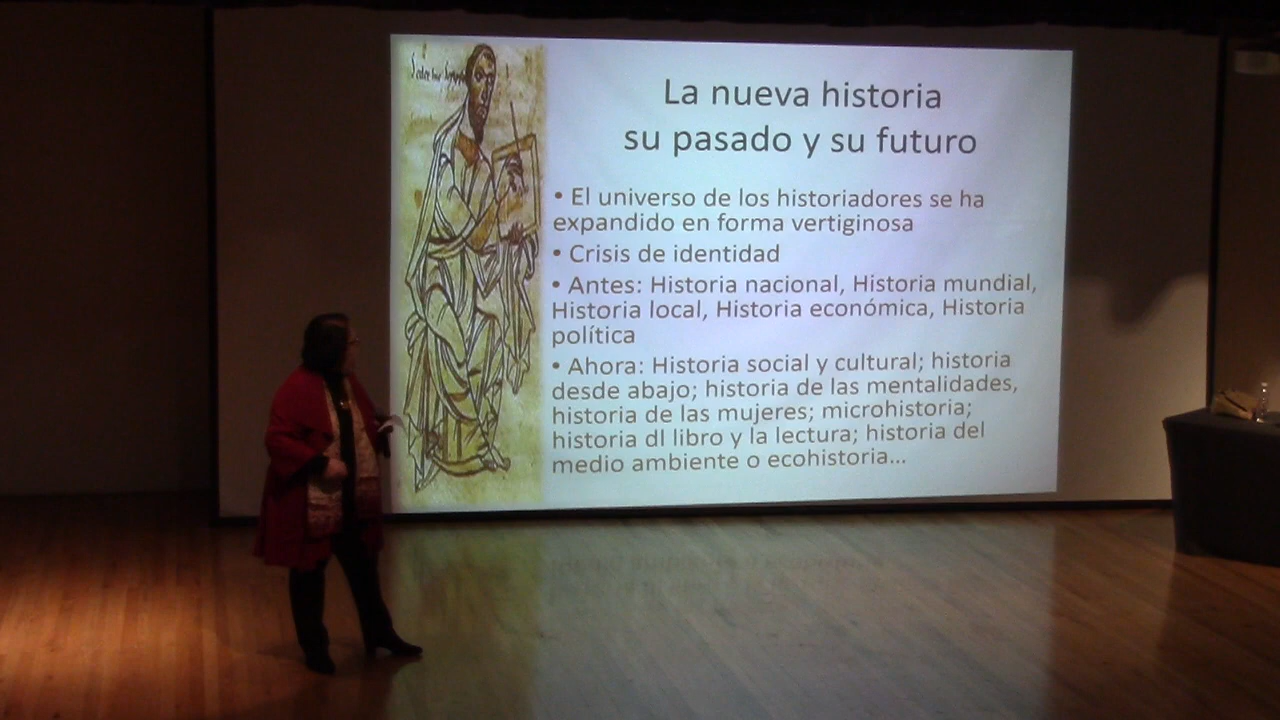 La nueva historia
su pasado y su futuro
• El universo de los historiadores se ha
expandido en forma vertiginosa
• Crisis de identidad
• Antes: Historia nacional, Historia mundial,
Historia local, Historia económica, Historia
política
• Ahora: Historia social y cultural; historia
desde abajo; historia de las mentalidades,
historia de las mujeres; microhistoria;
historia dl libro y la lectura; historia del
medio ambiente o ecohistoria...